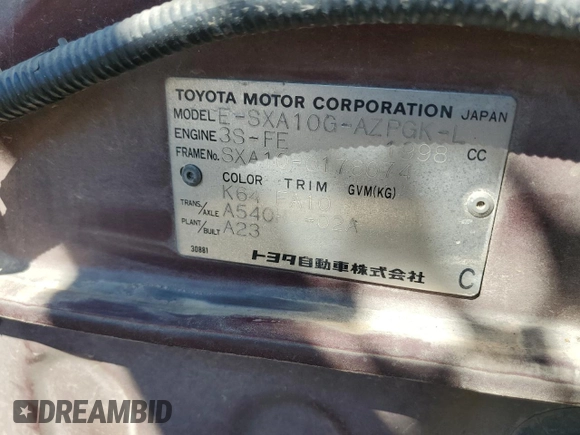 TOYOTA MOTOR CORPORATION JAPAN
MODEL E-SXA10G-AZPGK-L
ENGINE 3S-FE CC
FRAME No.
COLOR TRIM GVM(KG)
K64
TRANS./AXLE A540
PLANT/BUILT A23
30881
トヨタ自動車株式会社 C
DREAMBID